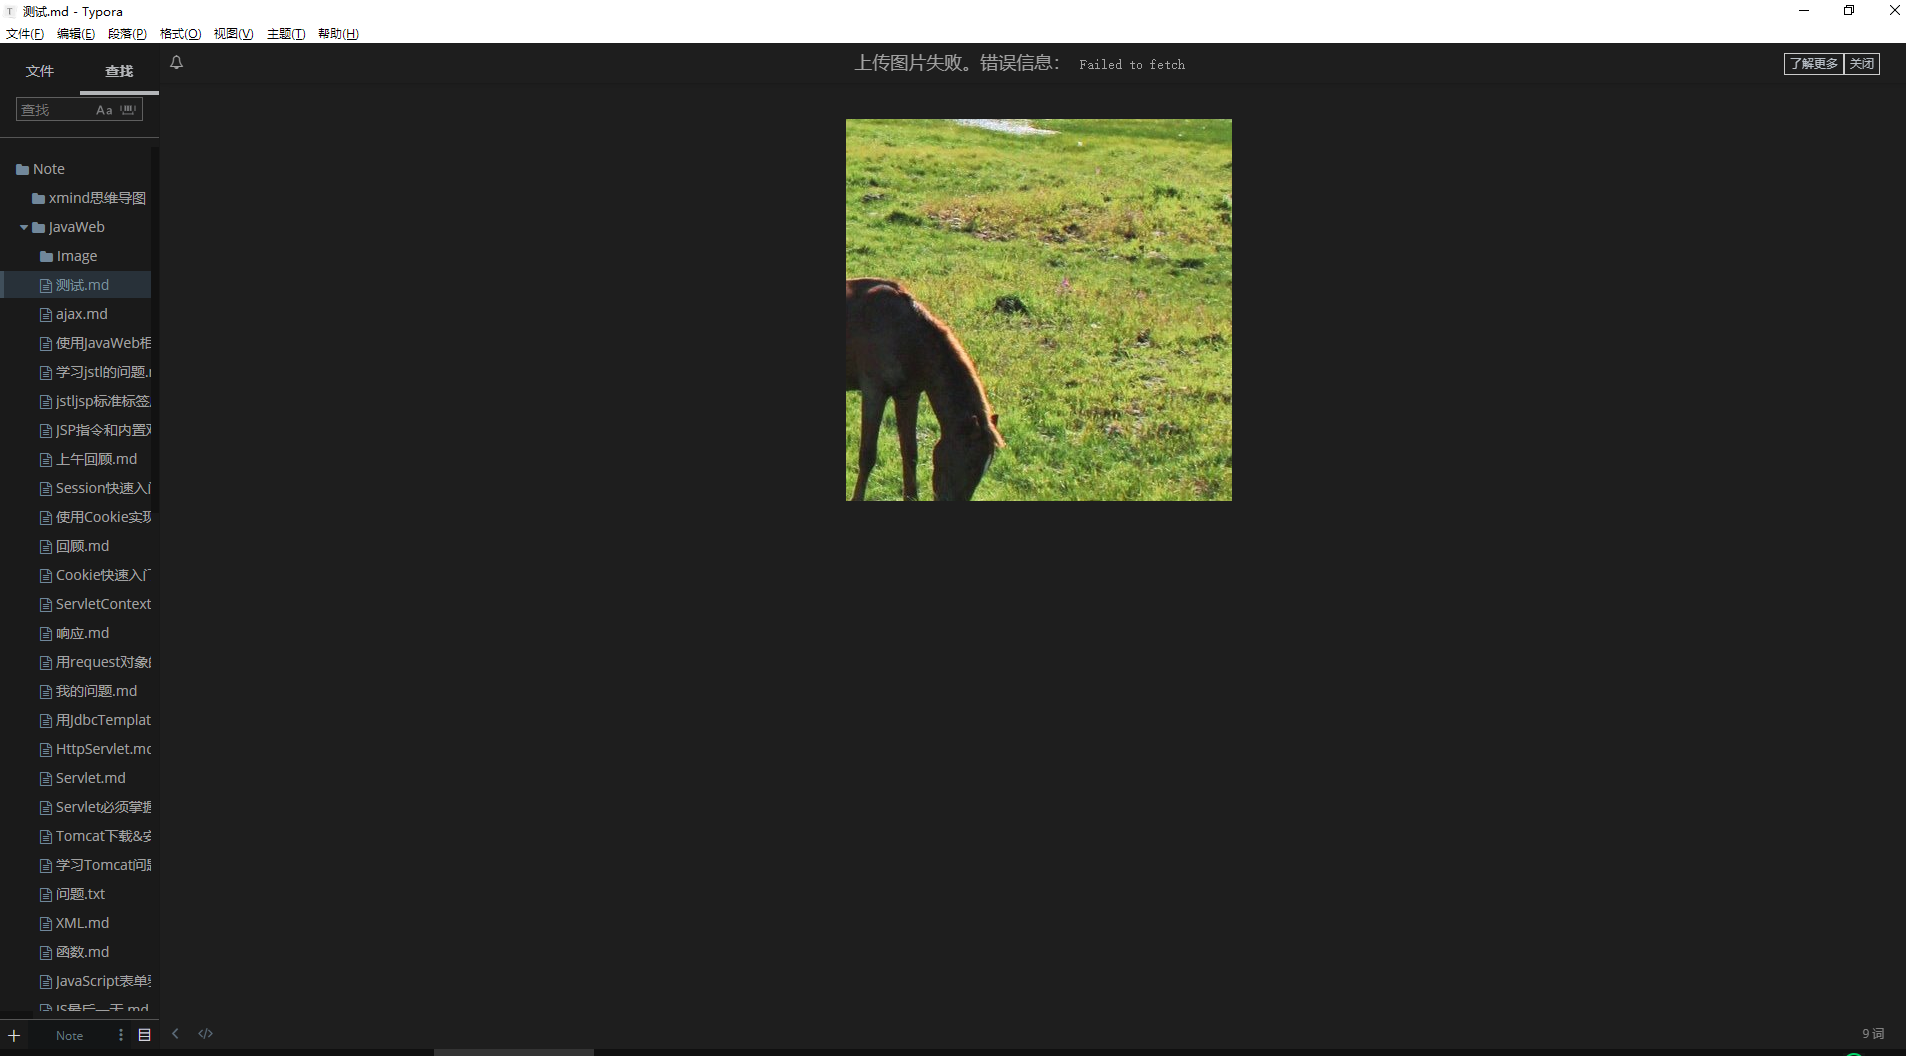 测试.md - Typora
文件(F) 编辑(E) 段落(P) 格式(O) 视图(V) 主题(T) 帮助(H)
文件 查找
上传图片失败。错误信息： Failed to fetch
了解更多 关闭
查找 Aa
Note
xmind思维导图
JavaWeb
Image
测试.md
ajax.md
使用JavaWeb相
学习jstl的问题.
jstljsp标准标签
JSP指令和内置
上午回顾.md
Session快速入
使用Cookie实现
回顾.md
Cookie快速入门
ServletContext
响应.md
用request对象
我的问题.md
用JdbcTemplat
HttpServlet.md
Servlet.md
Servlet必须掌握
Tomcat下载&安
学习Tomcat问题
问题.txt
XML.md
函数.md
JavaScript表单
JS最后一天.md
Note
9 词